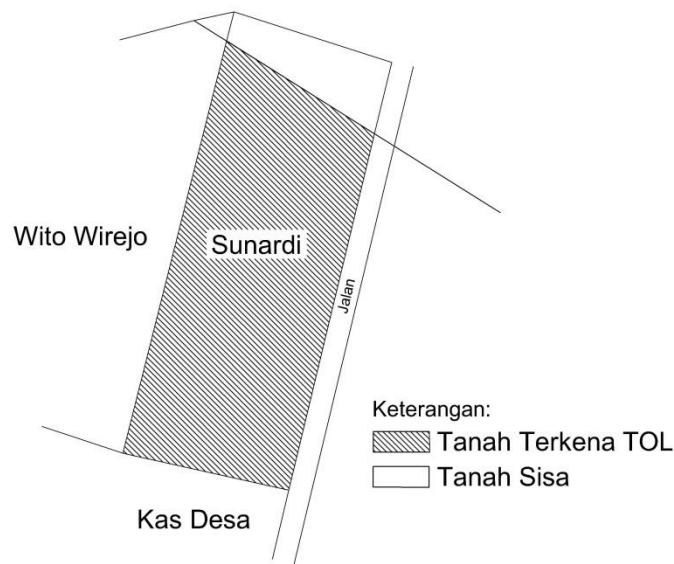 Wito Wirejo
Sunardi
Jalan
Keterangan:
Tanah Terkena TOL
Tanah Sisa
Kas Desa